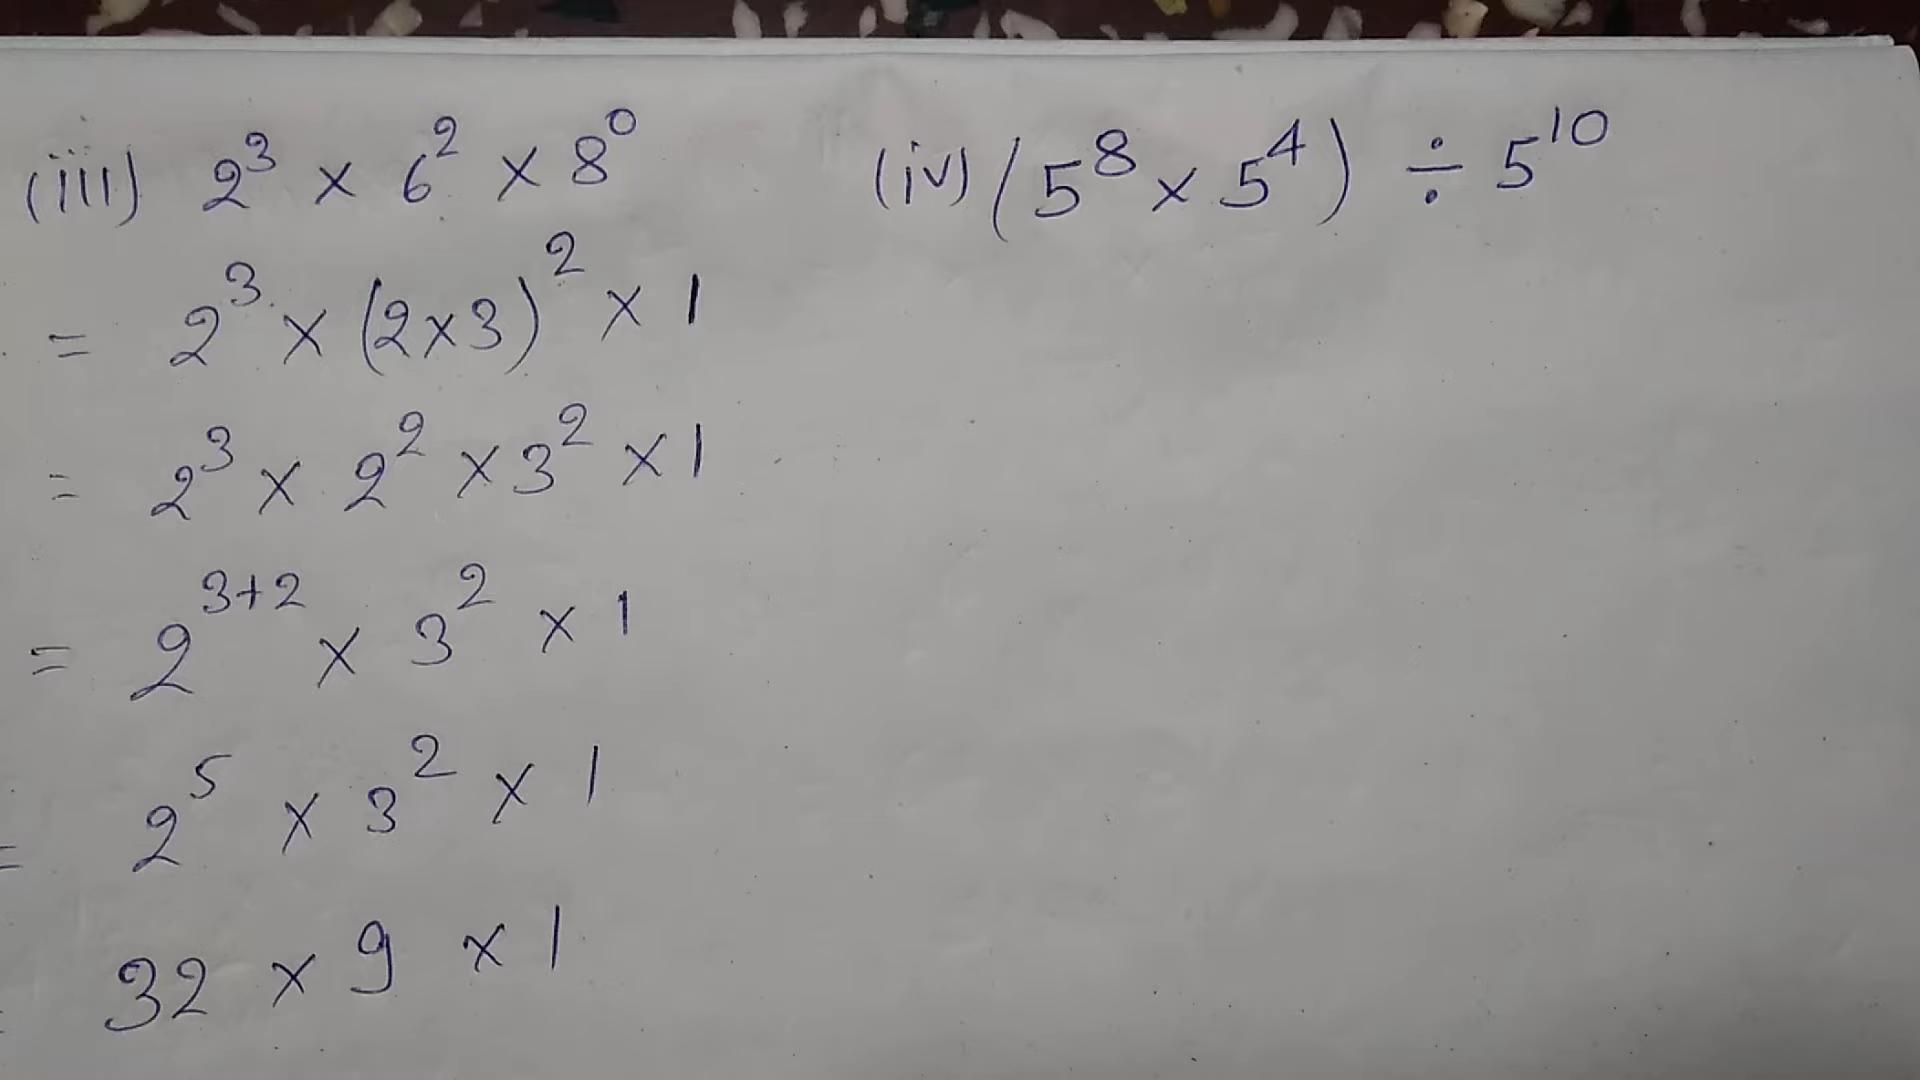 (iii) 2³ × 6² × 8⁰
= 2³ × (2×3)² × 1
= 2³ × 2² × 3² × 1
= 2³⁺² × 3² × 1
= 2⁵ × 3² × 1
= 32 × 9 × 1
(iv) (5⁸ × 5⁴) ÷ 5¹⁰